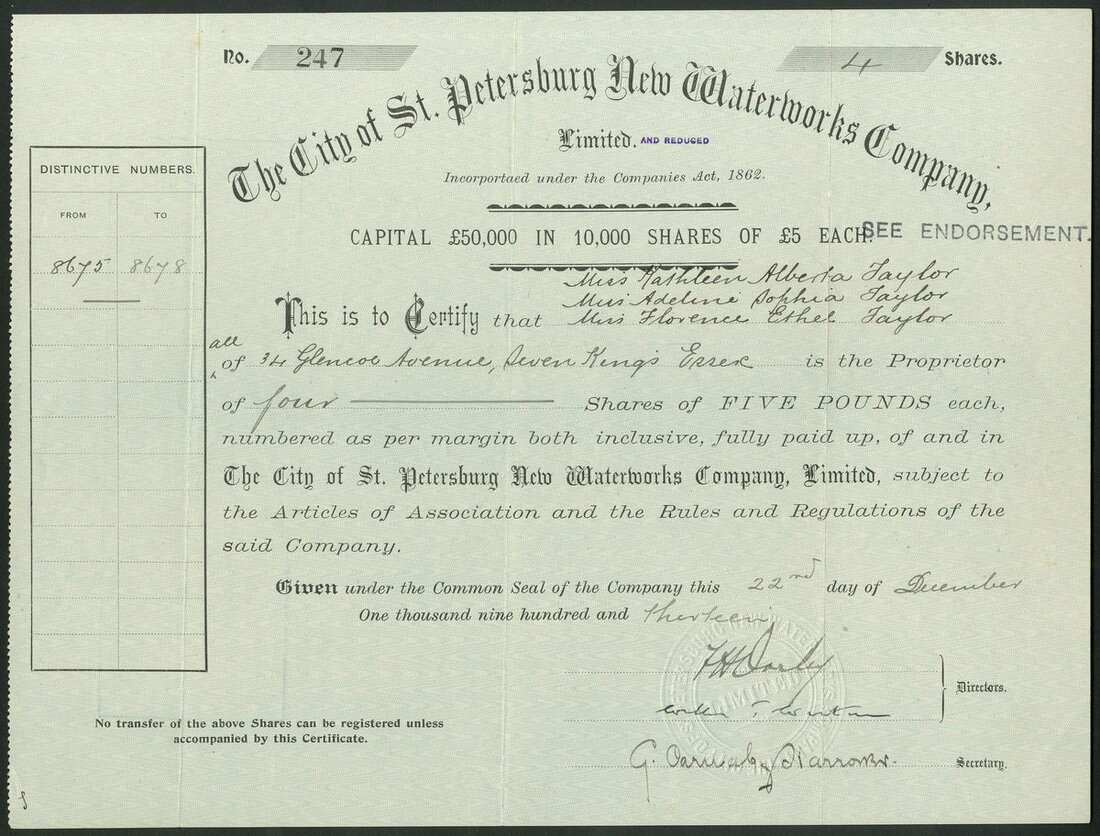 No. 247
4 Shares.
The City of St. Petersburg New Waterworks Company,
Limited. AND REDUCED
Incorportaed under the Companies Act, 1862.
CAPITAL £50,000 IN 10,000 SHARES OF £5 EACH.
SEE ENDORSEMENT.
DISTINCTIVE NUMBERS.
FROM TO
8675 8678
Miss Kathleen Alberta Taylor
Miss Adeline Sophia Taylor
This is to Certify that Miss Florence Ethel Taylor
all
of 34 Glencoe Avenue, Seven Kings Essex is the Proprietor
of four Shares of FIVE POUNDS each,
numbered as per margin both inclusive, fully paid up, of and in
The City of St. Petersburg New Waterworks Company, Limited, subject to
the Articles of Association and the Rules and Regulations of the
said Company.
Given under the Common Seal of the Company this 22nd day of December
One thousand nine hundred and thirteen
Directors.
G. Secretary.
No transfer of the above Shares can be registered unless
accompanied by this Certificate.